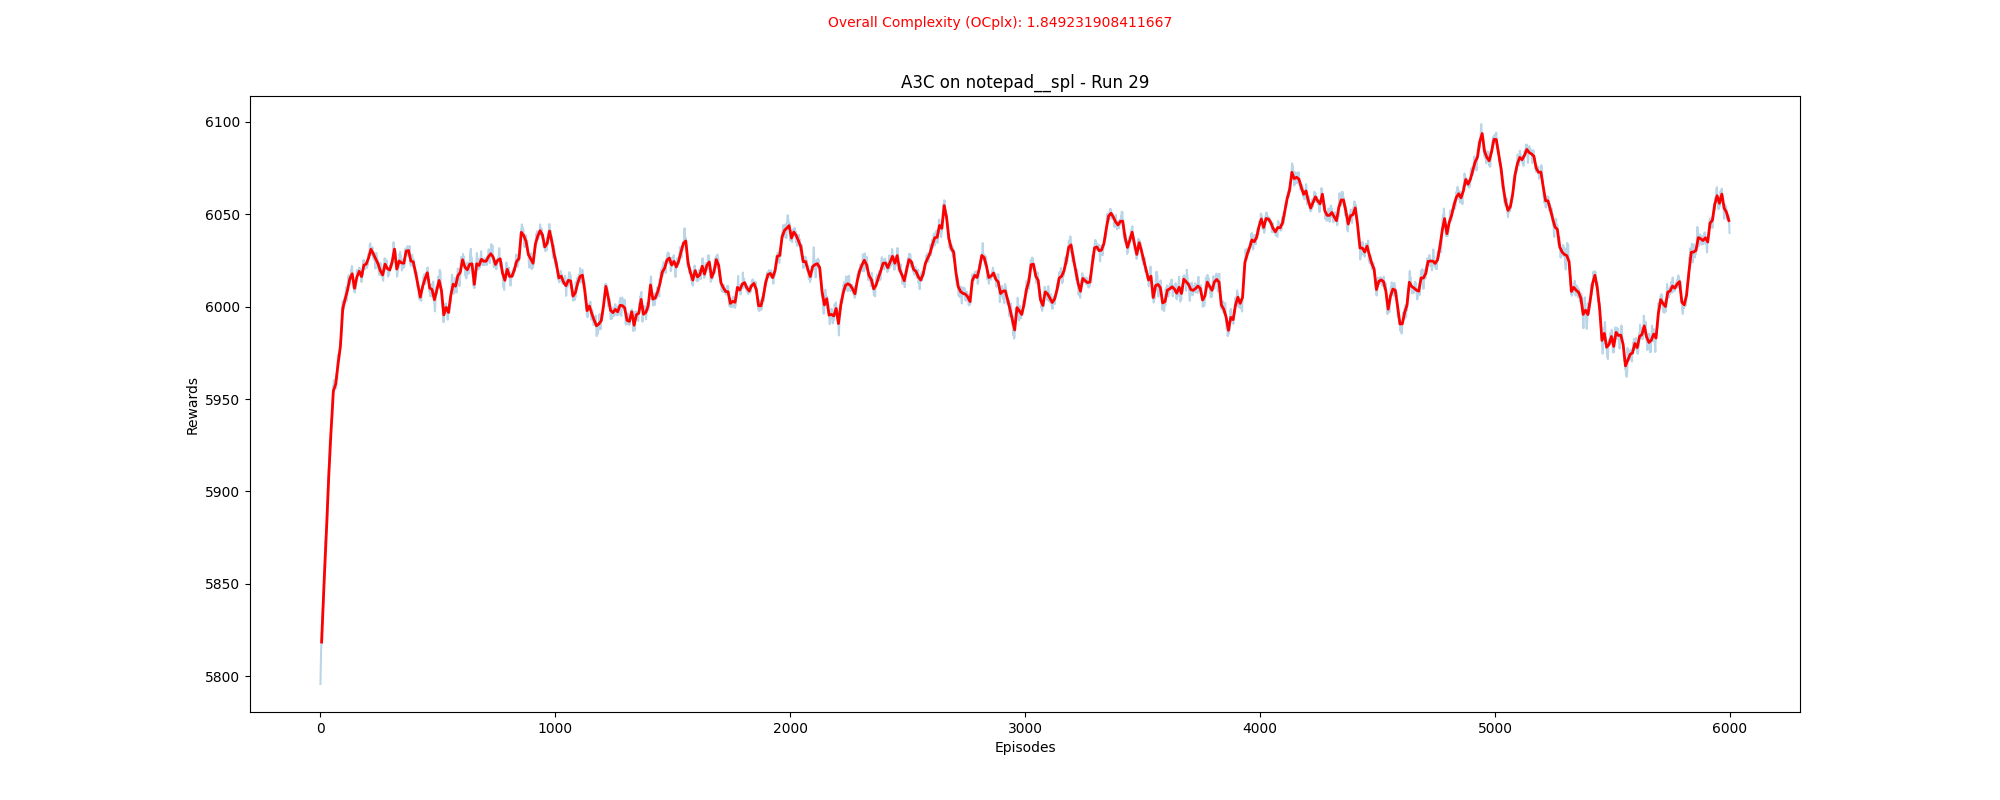 Overall Complexity (OCplx): 1.849231908411667
A3C on notepad__spl - Run 29
6100
6050
6000
5950
5900
5850
5800
Rewards
0 1000 2000 3000 4000 5000 6000
Episodes